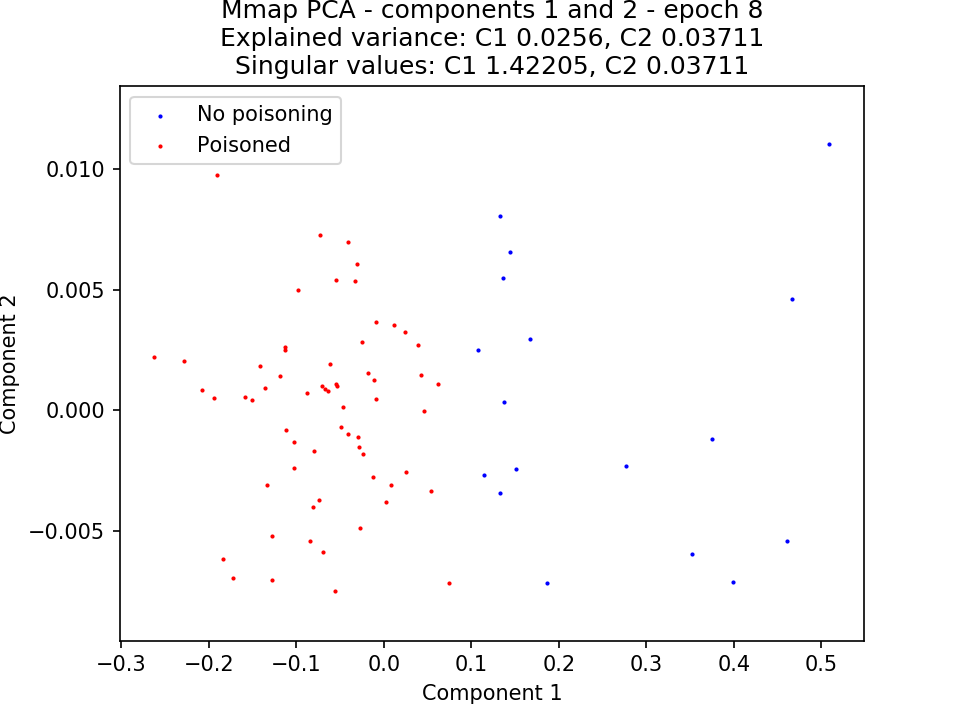 Mmap PCA - components 1 and 2 - epoch 8
Explained variance: C1 0.0256, C2 0.03711
Singular values: C1 1.42205, C2 0.03711
No poisoning
Poisoned
0.010
0.005
0.000
−0.005
Component 2
−0.3 −0.2 −0.1 0.0 0.1 0.2 0.3 0.4 0.5
Component 1